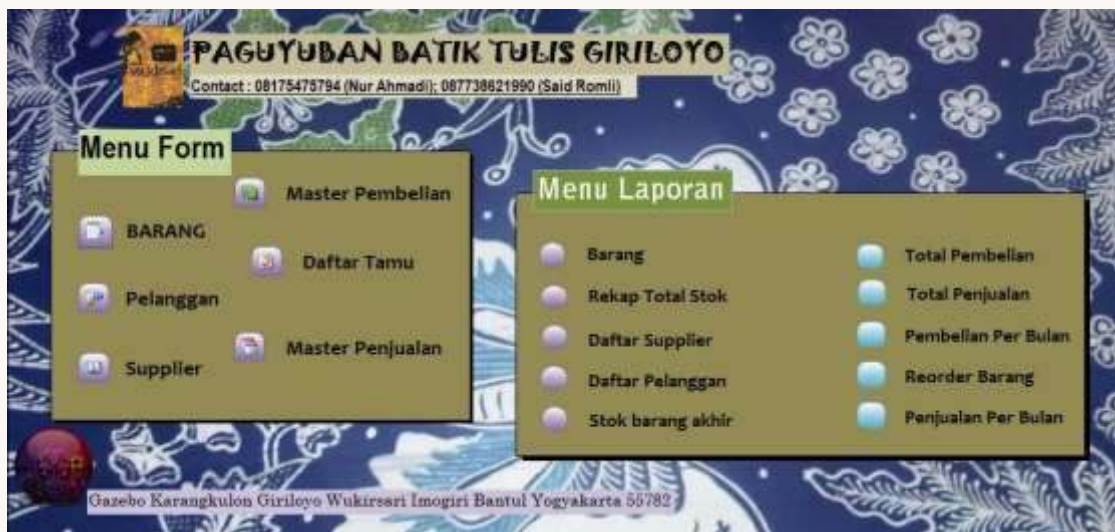 PAGUYUBAN BATIK TULIS GIRILOYO
Contact : 08175475794 (Nur Ahmadi); 087738621990 (Said Romli)
Menu Form
Master Pembelian
BARANG
Daftar Tamu
Pelanggan
Master Penjualan
Supplier
Menu Laporan
Barang
Rekap Total Stok
Daftar Supplier
Daftar Pelanggan
Stok barang akhir
Total Pembelian
Total Penjualan
Pembelian Per Bulan
Reorder Barang
Penjualan Per Bulan
Gazebo Karangkulon Giriloyo Wukirsari Imogiri Bantul Yogyakarta 55782